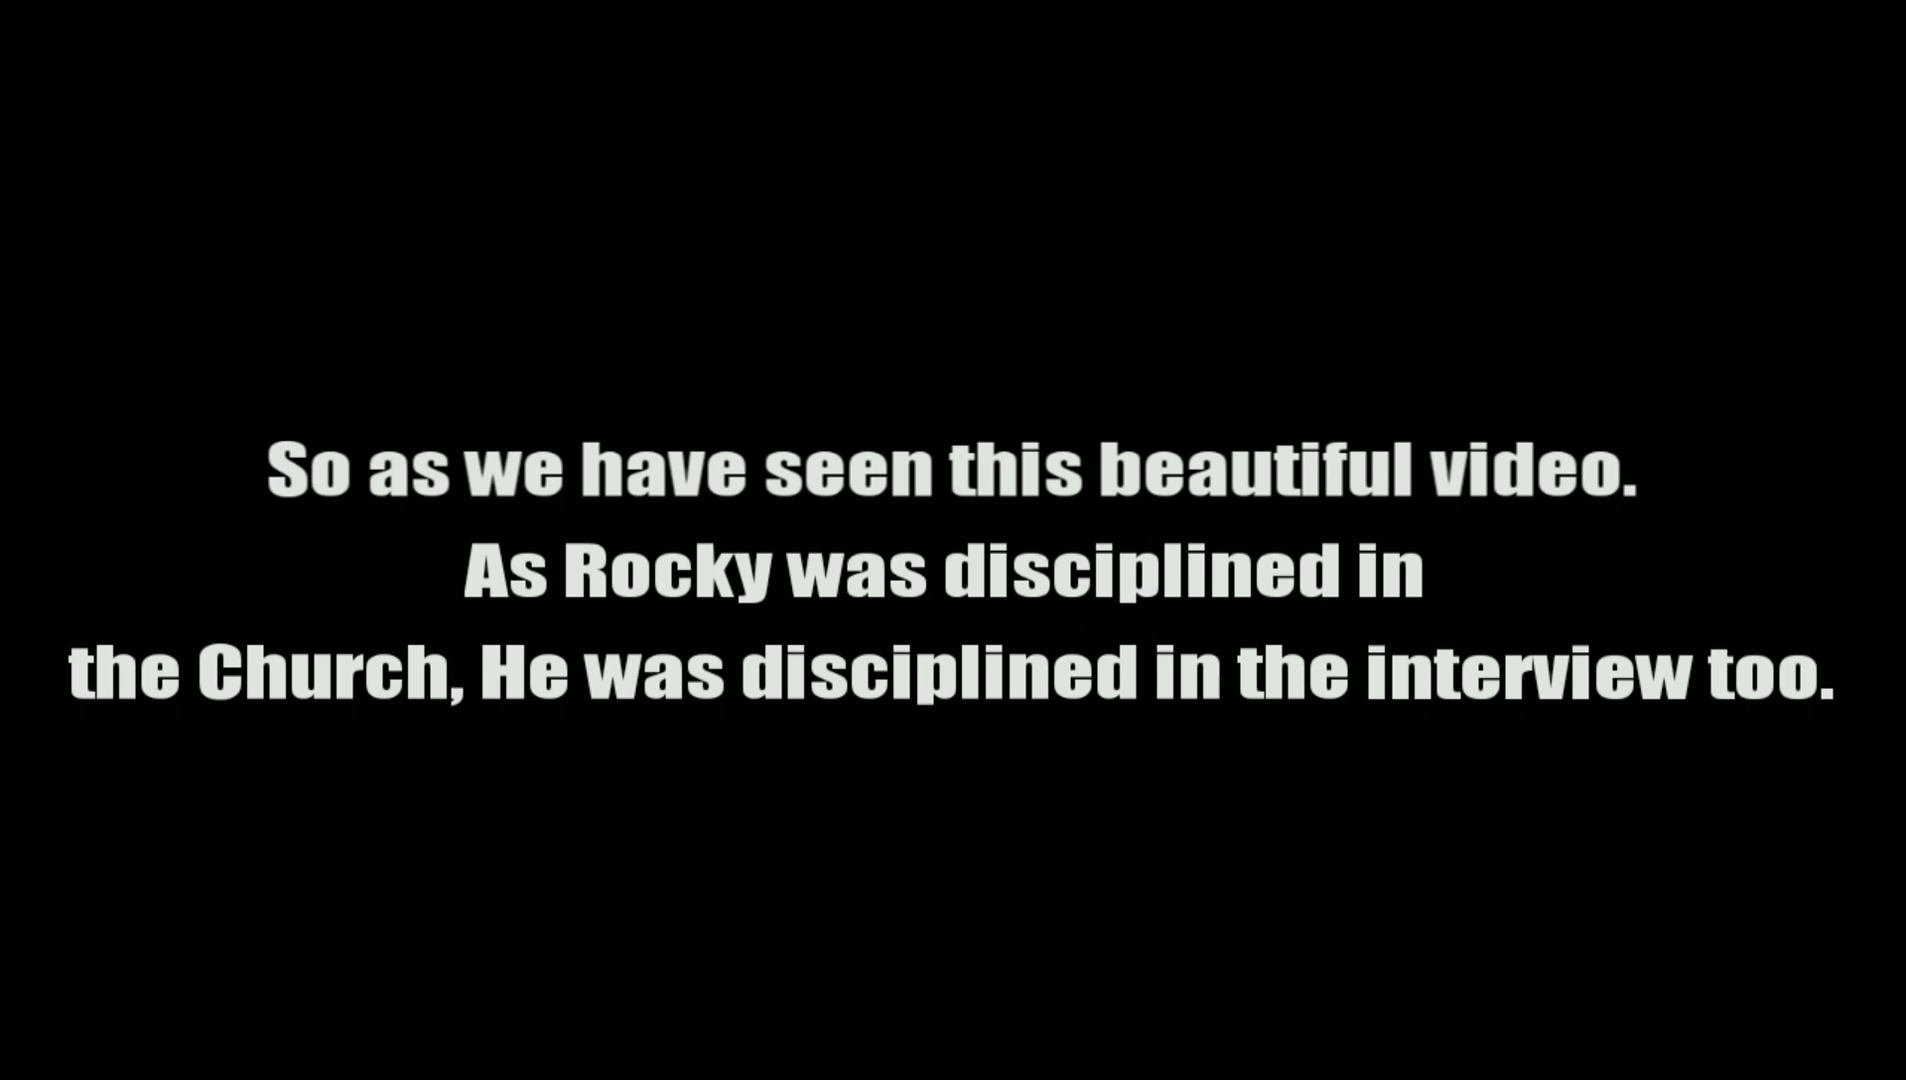 So as we have seen this beautiful video.
As Rocky was disciplined in
the Church, He was disciplined in the interview too.